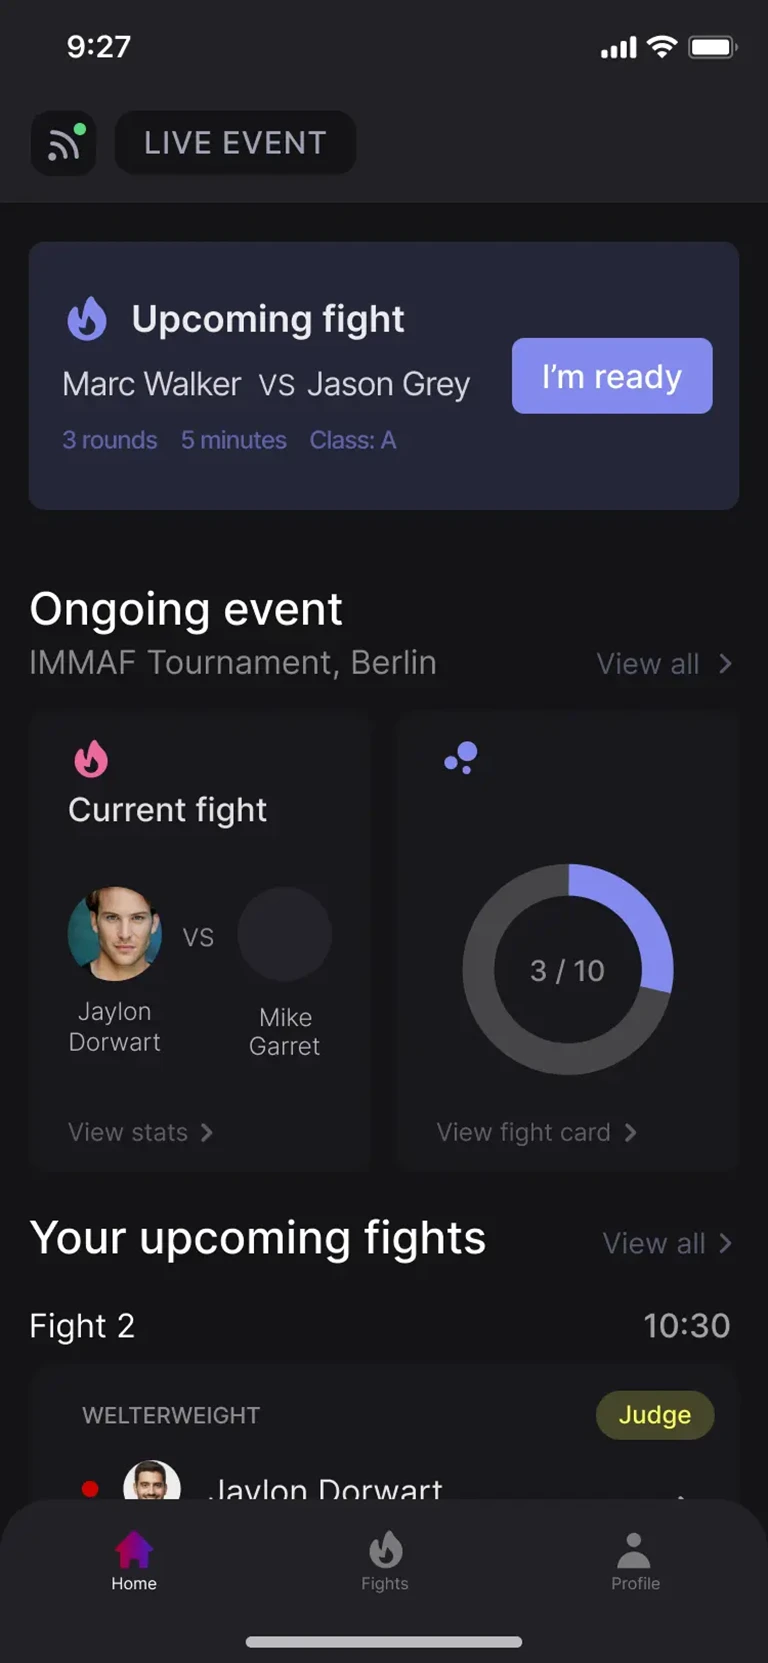 9:27
LIVE EVENT
Upcoming fight
Marc Walker VS Jason Grey
I'm ready
3 rounds 5 minutes Class: A
Ongoing event
IMMAF Tournament, Berlin
View all
Current fight
VS
3 / 10
Jaylon
Dorwart
Mike
Garret
View stats
View fight card
Your upcoming fights
View all
Fight 2
10:30
WELTERWEIGHT
Judge
Jaylon Dorwart
Home
Fights
Profile